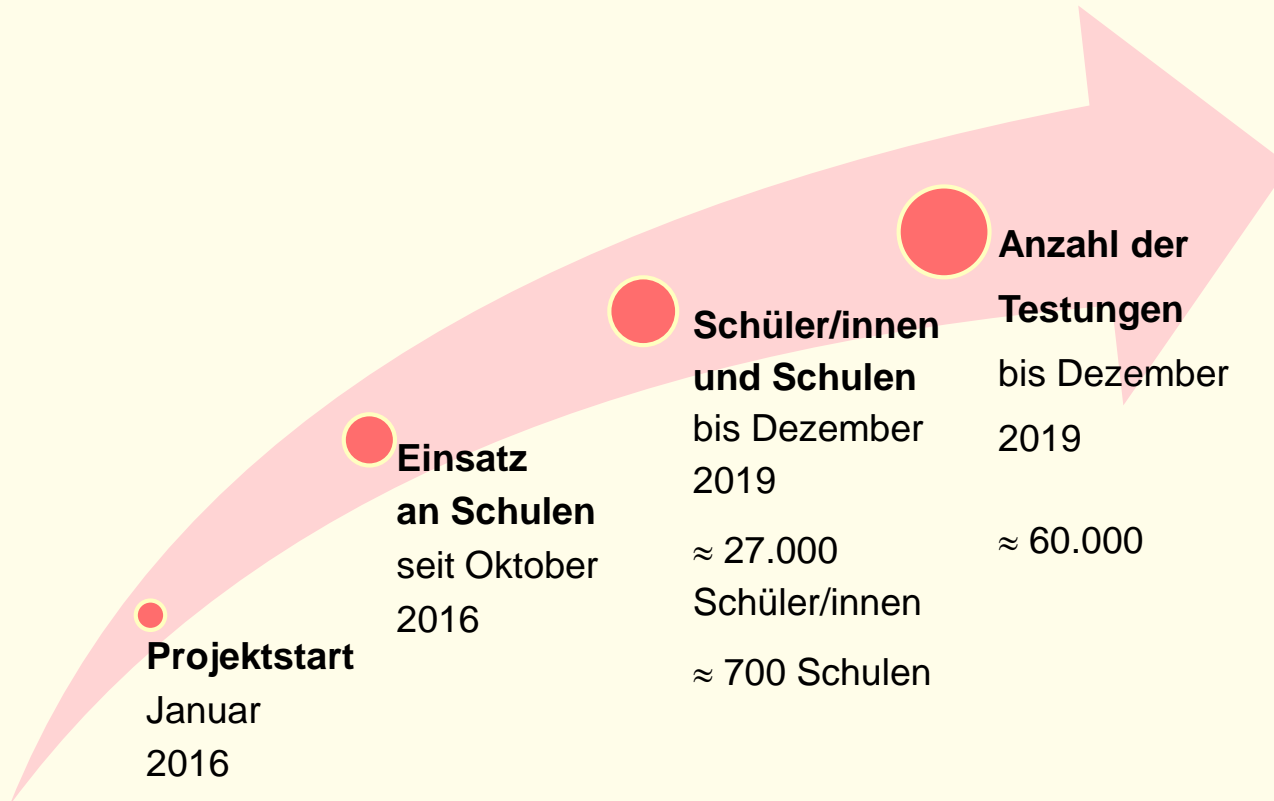 Projektstart
Januar
2016
Einsatz
an Schulen
seit Oktober
2016
Schüler/innen
und Schulen
bis Dezember
2019
≈ 27.000
Schüler/innen
≈ 700 Schulen
Anzahl der
Testungen
bis Dezember
2019
≈ 60.000